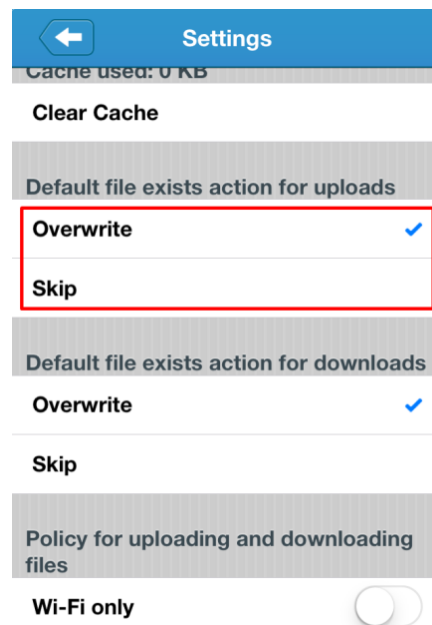 Settings
Cache used: 0 KB
Clear Cache
Default file exists action for uploads
Overwrite
Skip
Default file exists action for downloads
Overwrite
Skip
Policy for uploading and downloading
files
Wi-Fi only